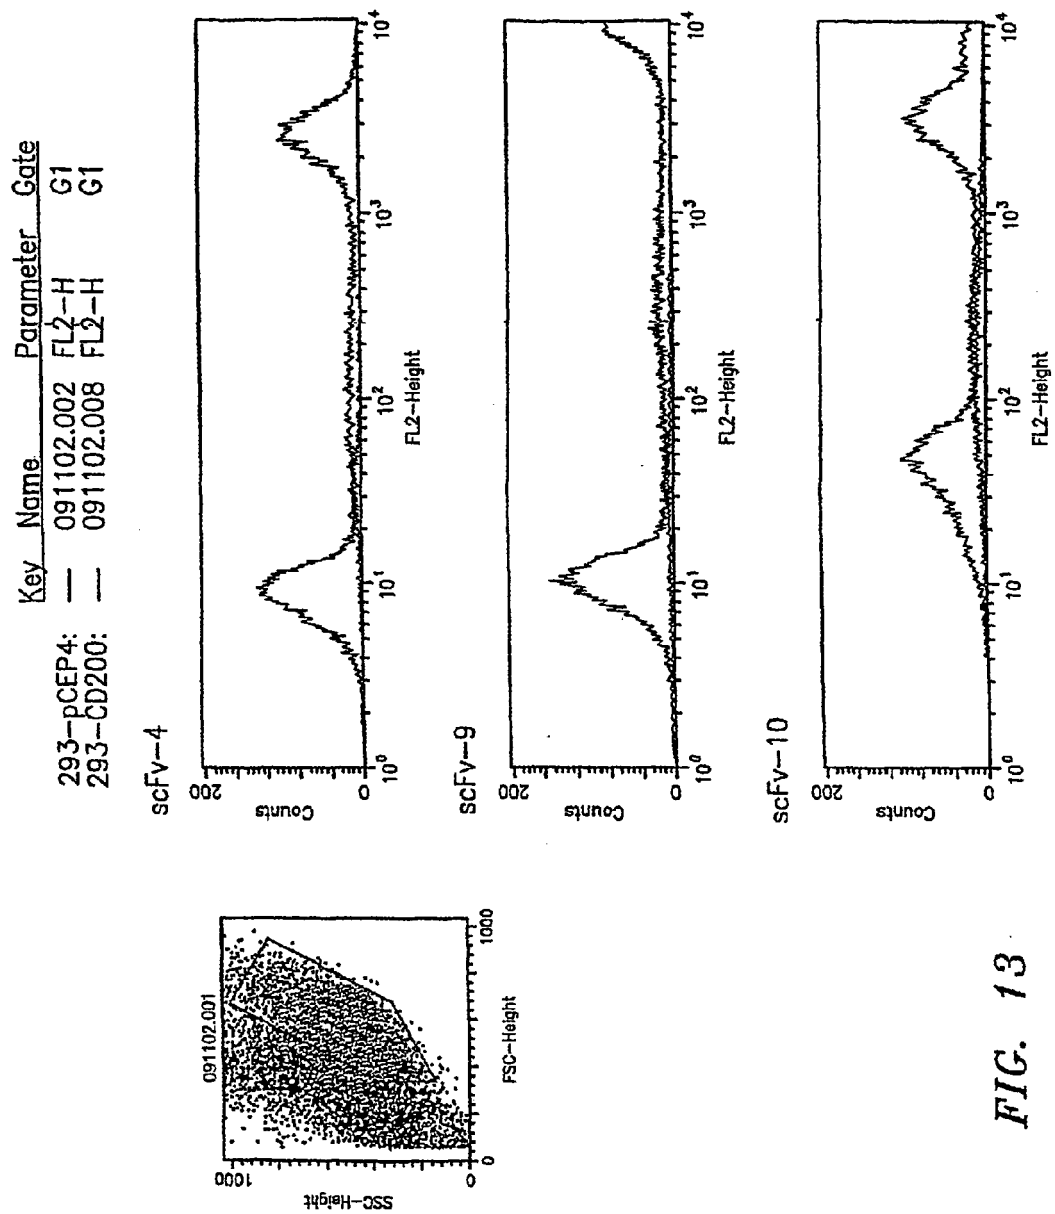 Key Name Parameter Gate
293-pCEP4: — 091102.002 FL2-H G1
293-CD200: — 091102.008 FL2-H G1
091102.001
1000
SSC-Height
0
0
1000
FSC-Height
scFv-4
200
Counts
0
10^0
10^1
10^2
10^3
10^4
FL2-Height
scFv-9
200
Counts
0
10^0
10^1
10^2
10^3
10^4
FL2-Height
scFv-10
200
Counts
0
10^0
10^1
10^2
10^3
10^4
FL2-Height
FIG. 13